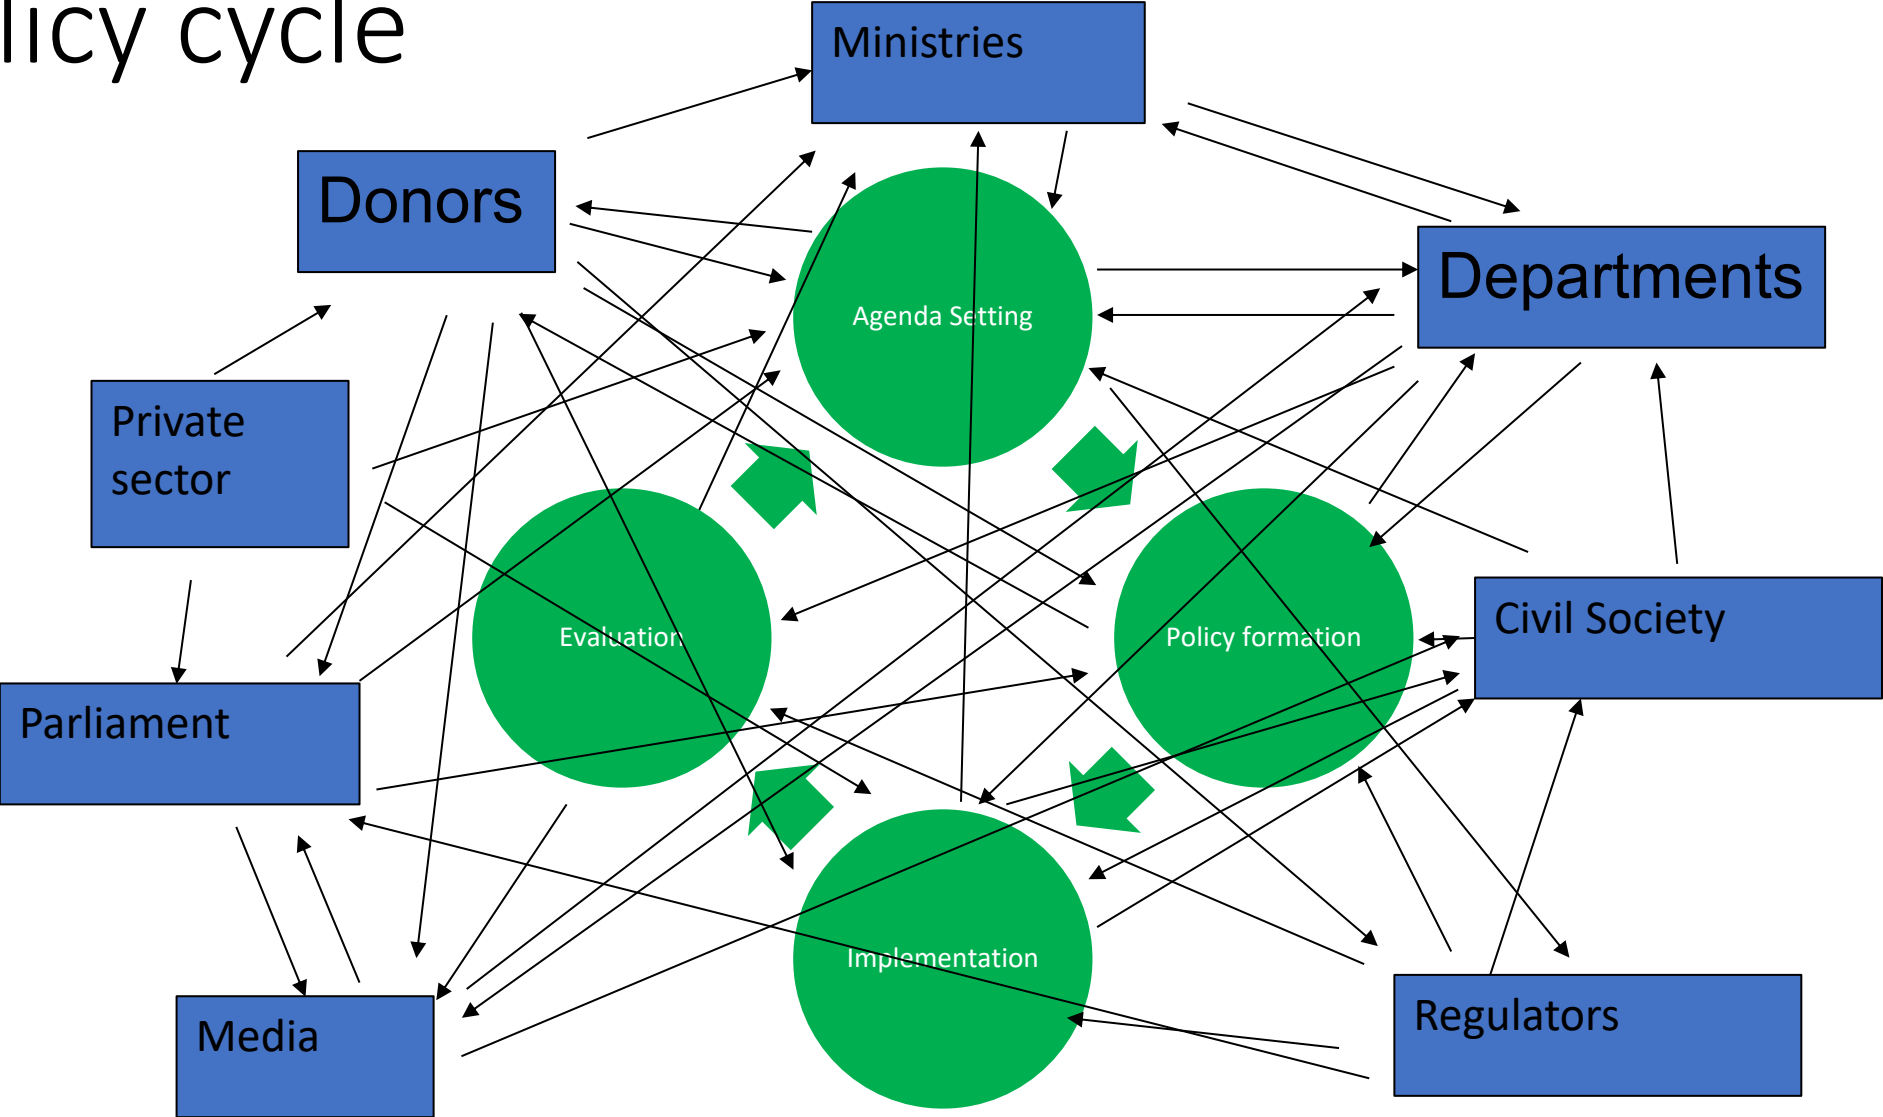 licy cycle
Ministries
Donors
Departments
Agenda Setting
Private
sector
Evaluation
Policy formation
Civil Society
Parliament
Implementation
Media
Regulators